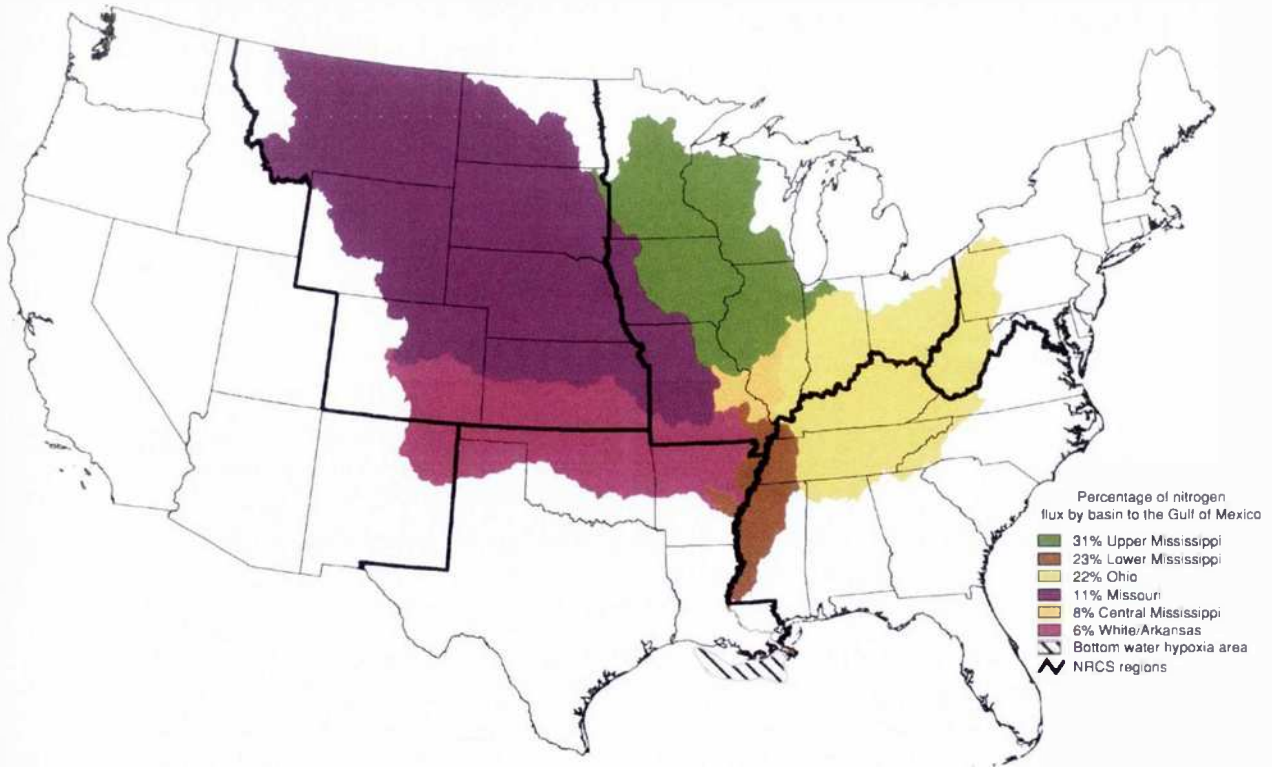 Percentage of nitrogen
flux by basin to the Gulf of Mexico
31% Upper Mississippi
23% Lower Mississippi
22% Ohio
11% Missouri
8% Central Mississippi
6% White/Arkansas
Bottom water hypoxia area
NRCS regions